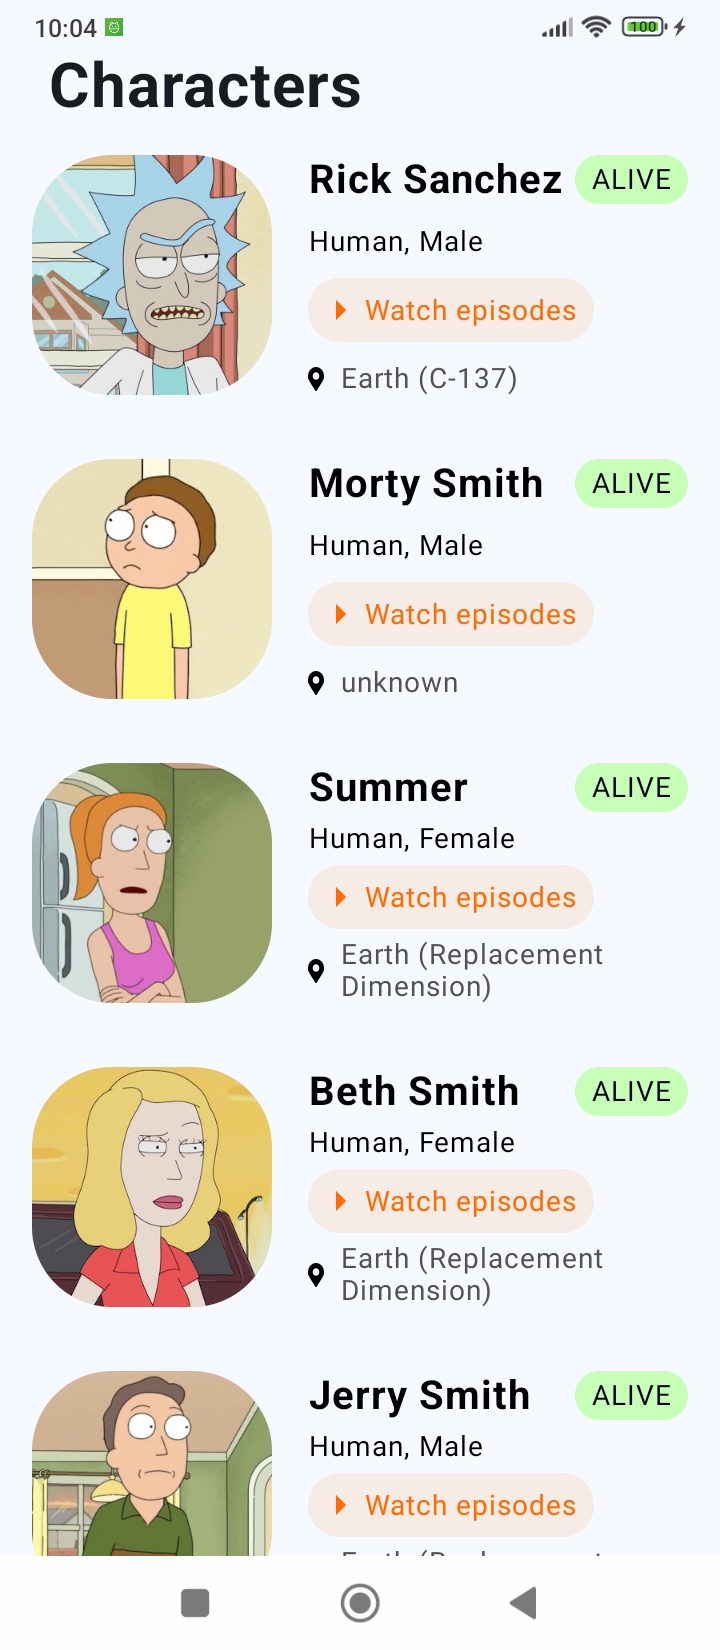 10:04
100
Characters
Rick Sanchez
ALIVE
Human, Male
Watch episodes
Earth (C-137)
Morty Smith
ALIVE
Human, Male
Watch episodes
unknown
Summer
ALIVE
Human, Female
Watch episodes
Earth (Replacement
Dimension)
Beth Smith
ALIVE
Human, Female
Watch episodes
Earth (Replacement
Dimension)
Jerry Smith
ALIVE
Human, Male
Watch episodes